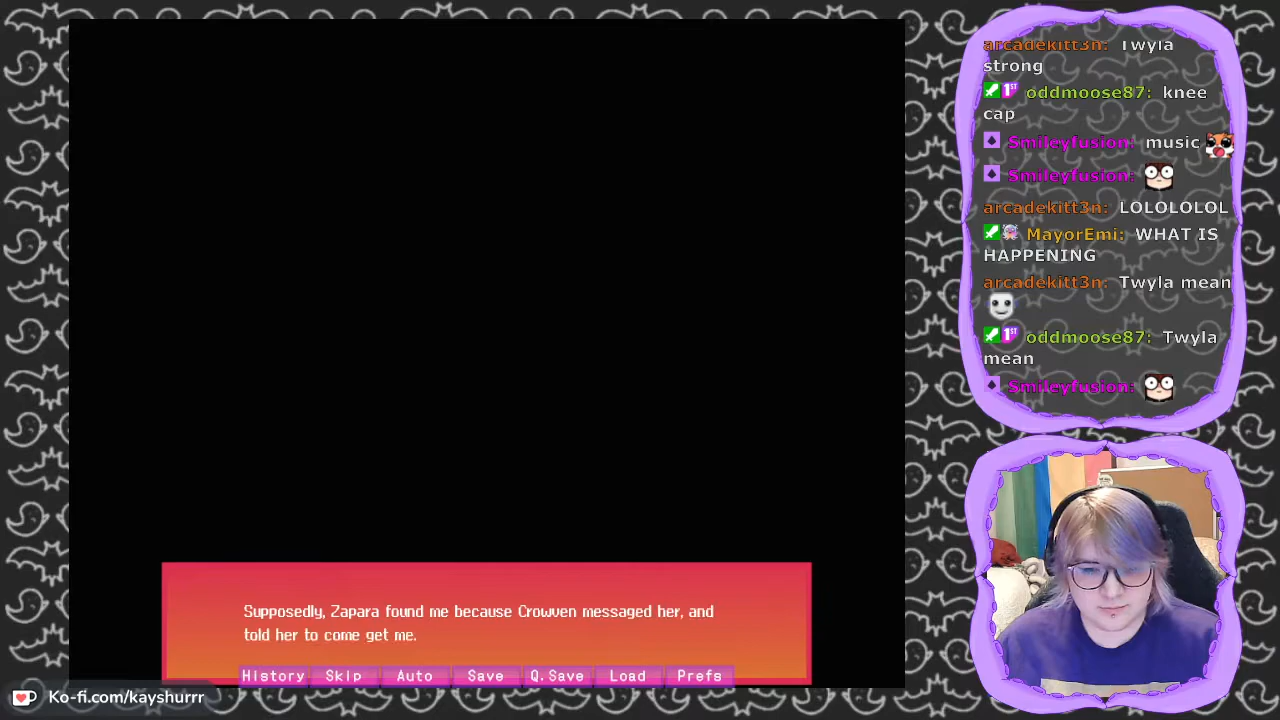 arcadekitt3n: Twyla
strong
1ST oddmoose87: knee
cap
Smileyfusion: music
Smileyfusion:
arcadekitt3n: LOLOLOLOL
MayorEmi: WHAT IS
HAPPENING
arcadekitt3n: Twyla mean
1ST oddmoose87: Twyla
mean
Smileyfusion:
Supposedly, Zapara found me because Crowven messaged her, and
told her to come get me.
History Skip Auto Save Q.Save Load Prefs
Ko-fi.com/kayshurrr